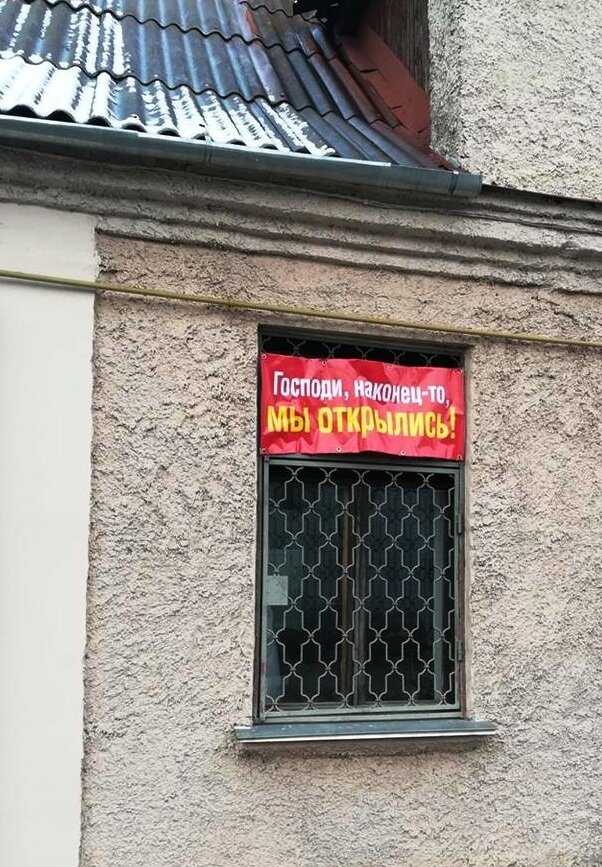 Господи, наконец-то,
мы открылись!